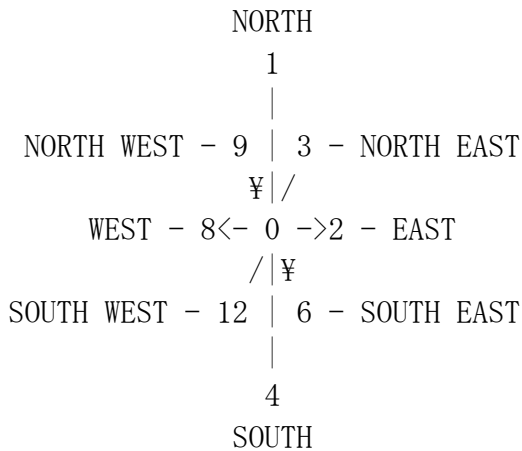 NORTH
1
|
NORTH WEST - 9 | 3 - NORTH EAST
¥|/
WEST - 8<- 0 ->2 - EAST
/|¥
SOUTH WEST - 12 | 6 - SOUTH EAST
|
4
SOUTH